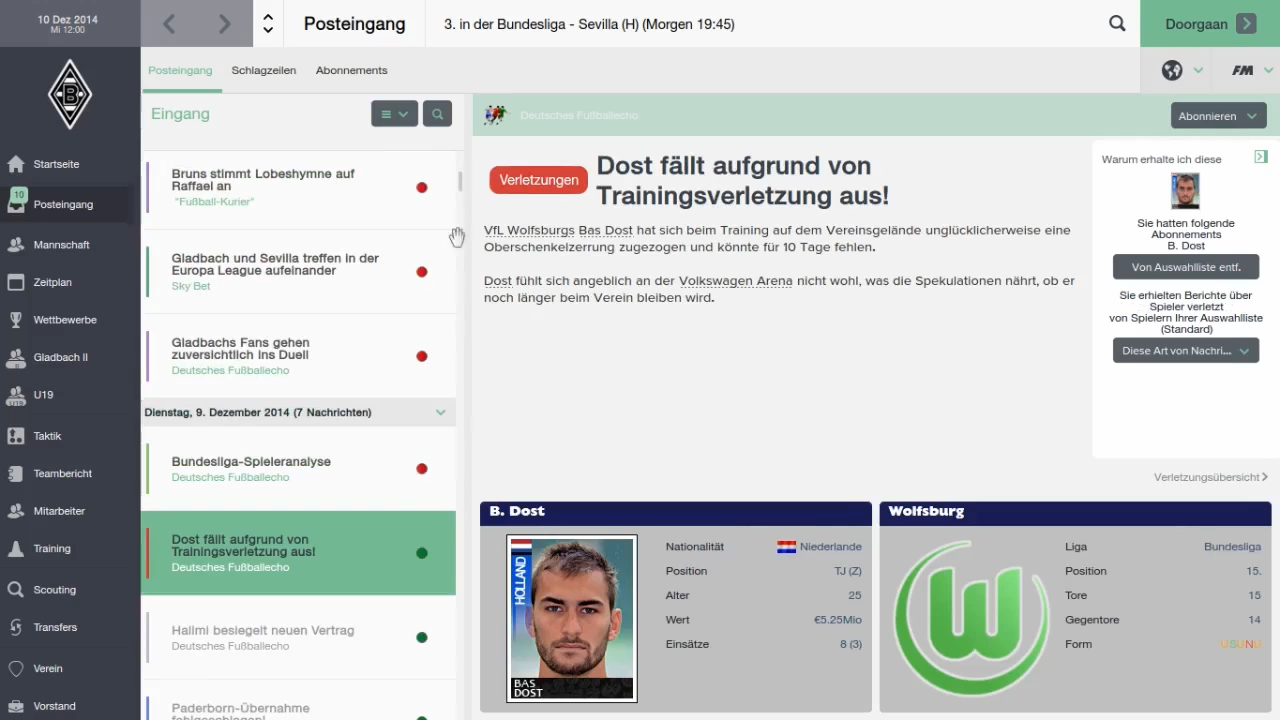 10 Dez 2014
Mi 12:00
Posteingang
3. in der Bundesliga - Sevilla (H) (Morgen 19:45)
Doorgaan
Posteingang
Schlagzeilen
Abonnements
FM
B
Startseite
10
Posteingang
Mannschaft
Zeitplan
Wettbewerbe
Gladbach II
U19
Taktik
Teambericht
Mitarbeiter
Training
Scouting
Transfers
Verein
Vorstand
Eingang
Bruns stimmt Lobeshymne auf
Raffael an
"Fußball-Kurier"
Gladbach und Sevilla treffen in der
Europa League aufeinander
Sky Bet
Gladbachs Fans gehen
zuversichtlich ins Duell
Deutsches Fußballecho
Dienstag, 9. Dezember 2014 (7 Nachrichten)
Bundesliga-Spieleranalyse
Deutsches Fußballecho
Dost fällt aufgrund von
Trainingsverletzung aus!
Deutsches Fußballecho
Halimi besiegelt neuen Vertrag
Deutsches Fußballecho
Paderborn-Übernahme
fehlgeschlagen!
Deutsches Fußballecho
Abonnieren
Verletzungen
Dost fällt aufgrund von
Trainingsverletzung aus!
VfL Wolfsburgs Bas Dost hat sich beim Training auf dem Vereinsgelände unglücklicherweise eine
Oberschenkelzerrung zugezogen und könnte für 10 Tage fehlen.
Dost fühlt sich angeblich an der Volkswagen Arena nicht wohl, was die Spekulationen nährt, ob er
noch länger beim Verein bleiben wird.
Warum erhalte ich diese
Sie hatten folgende
Abonnements
B. Dost
Von Auswahlliste entf.
Sie erhielten Berichte über
Spieler verletzt
von Spielern Ihrer Auswahlliste
(Standard)
Diese Art von Nachri...
Verletzungsübersicht
B. Dost
HOLLAND
BAS
DOST
Nationalität Niederlande
Position TJ (Z)
Alter 25
Wert €5.25Mio
Einsätze 8 (3)
Wolfsburg
W
Liga Bundesliga
Position 15.
Tore 15
Gegentore 14
Form USUNU